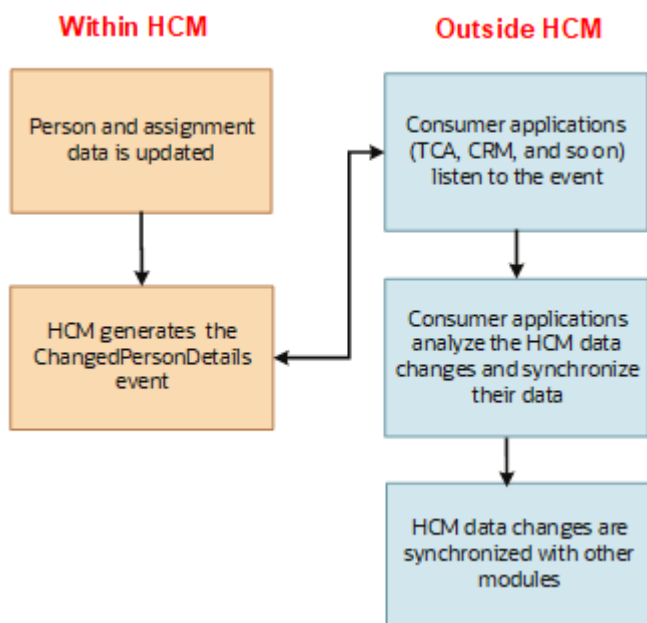 Within HCM
Outside HCM
Person and assignment
data is updated
Consumer applications
(TCA, CRM, and so on)
listen to the event
HCM generates the
ChangedPersonDetails
event
Consumer applications
analyze the HCM data
changes and synchronize
their data
HCM data changes are
synchronized with other
modules